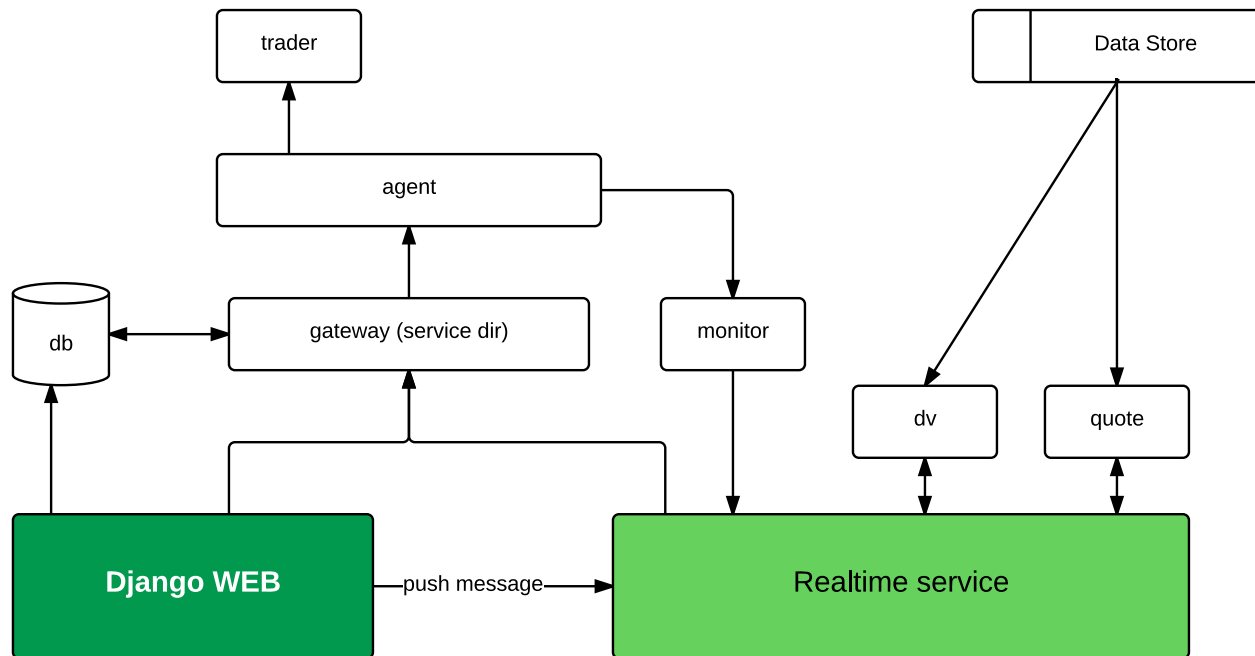 trader
Data Store
agent
db
gateway (service dir)
monitor
dv
quote
Django WEB
push message
Realtime service